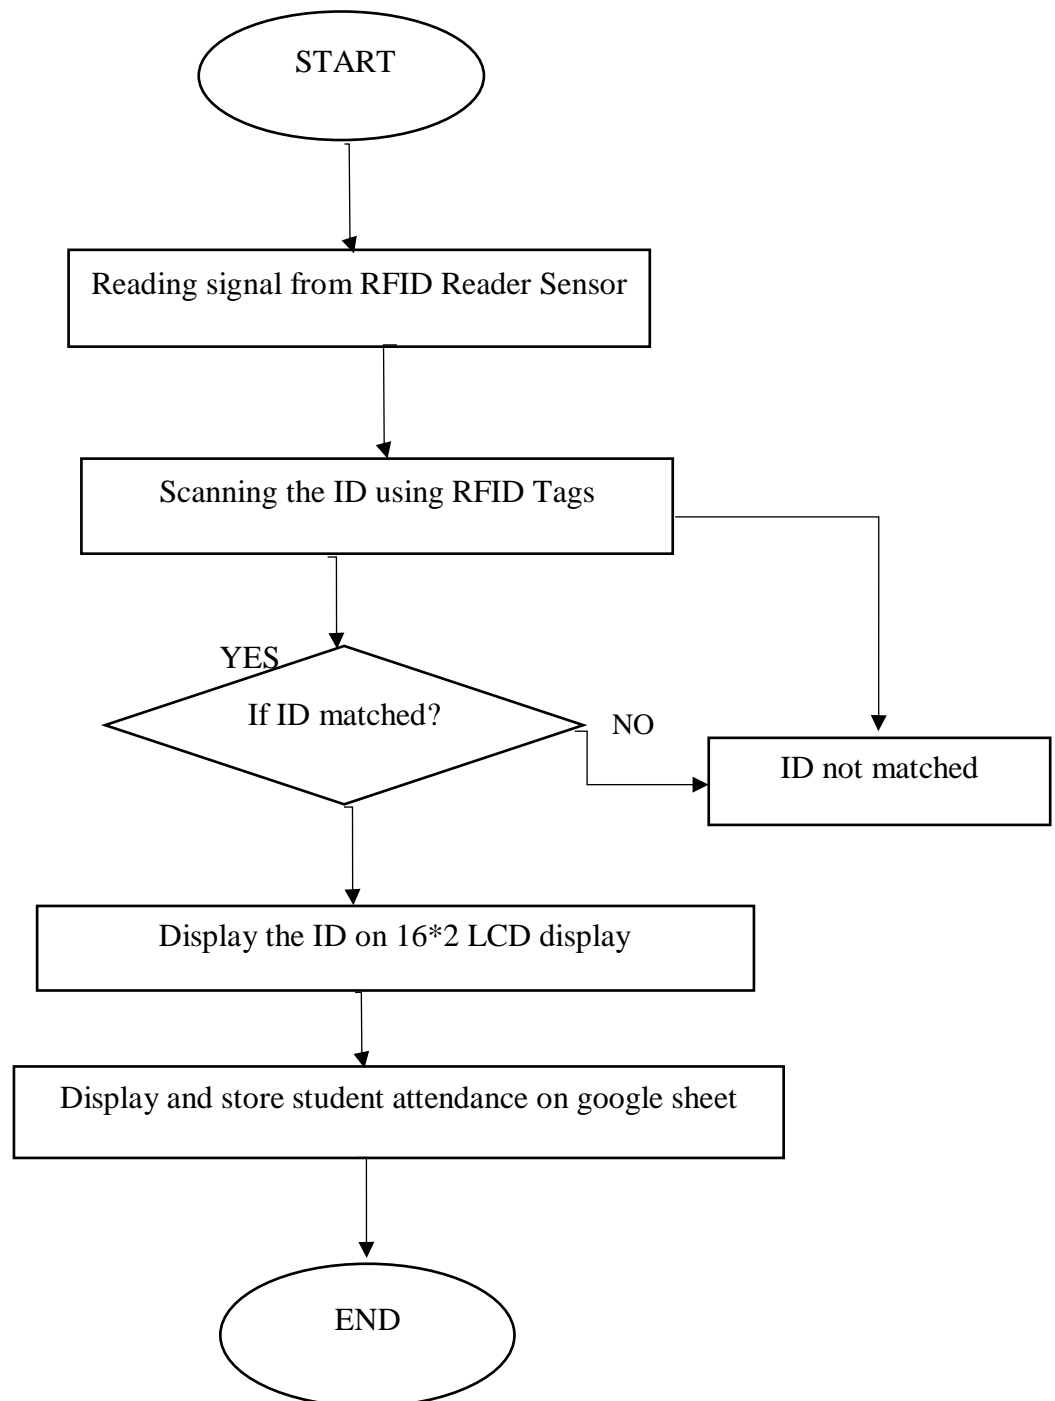 START
Reading signal from RFID Reader Sensor
Scanning the ID using RFID Tags
YES
If ID matched?
NO
ID not matched
Display the ID on 16*2 LCD display
Display and store student attendance on google sheet
END